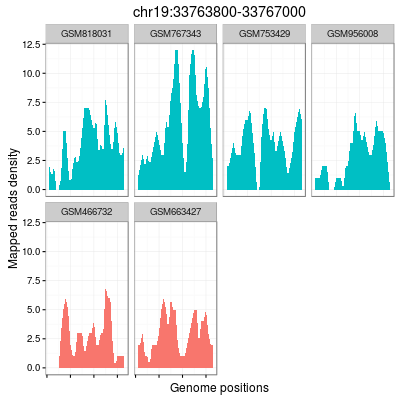 chr19:33763800-33767000
GSM818031 GSM767343 GSM753429 GSM956008
12.5
10.0
7.5
5.0
2.5
0.0
GSM466732 GSM663427
12.5
10.0
7.5
5.0
2.5
0.0
Mapped reads density
Genome positions